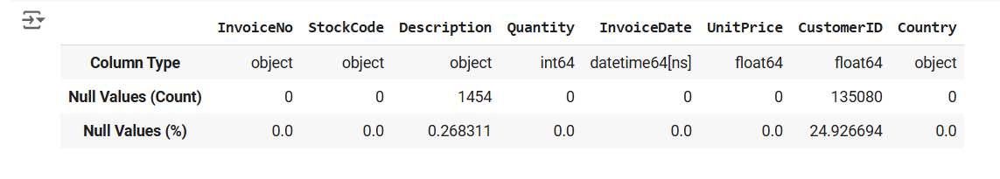 InvoiceNo StockCode Description Quantity InvoiceDate UnitPrice CustomerID Country
Column Type object object object int64 datetime64[ns] float64 float64 object
Null Values (Count) 0 0 1454 0 0 0 135080 0
Null Values (%) 0.0 0.0 0.268311 0.0 0.0 0.0 24.926694 0.0